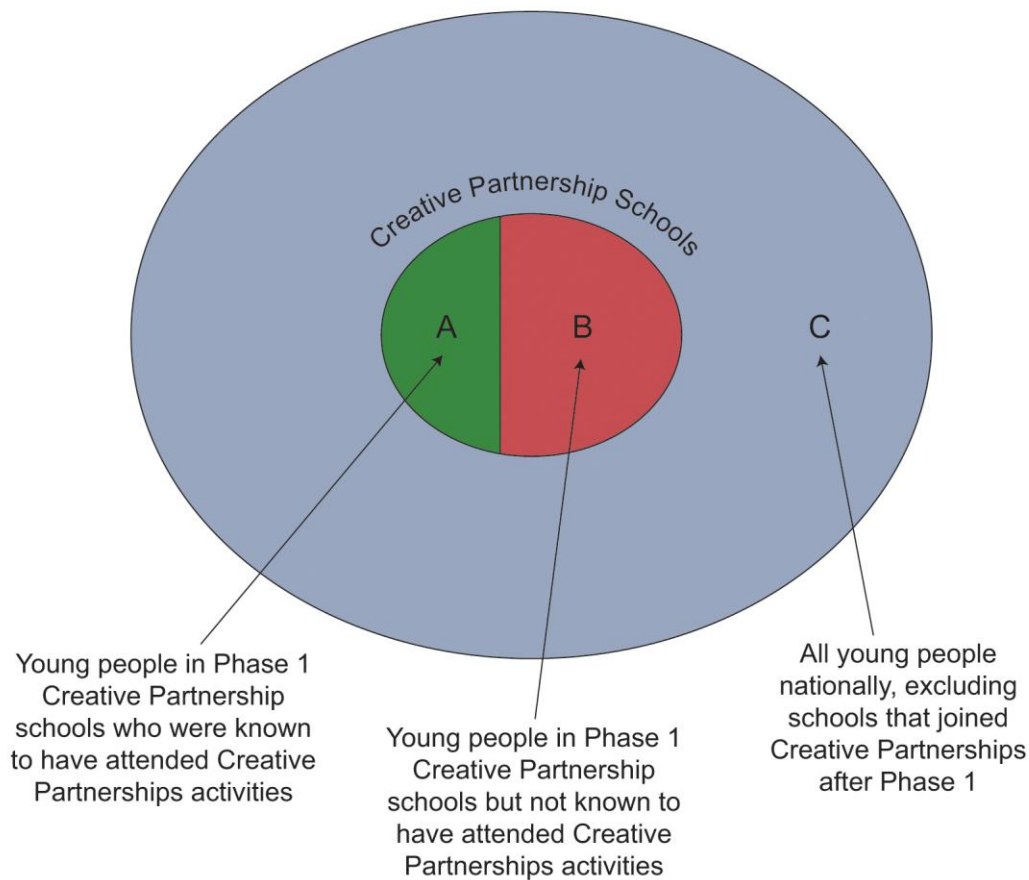 Creative Partnership Schools
A
B
C
Young people in Phase 1
Creative Partnership
schools who were known
to have attended Creative
Partnerships activities
Young people in Phase 1
Creative Partnership
schools but not known to
have attended Creative
Partnerships activities
All young people
nationally, excluding
schools that joined
Creative Partnerships
after Phase 1